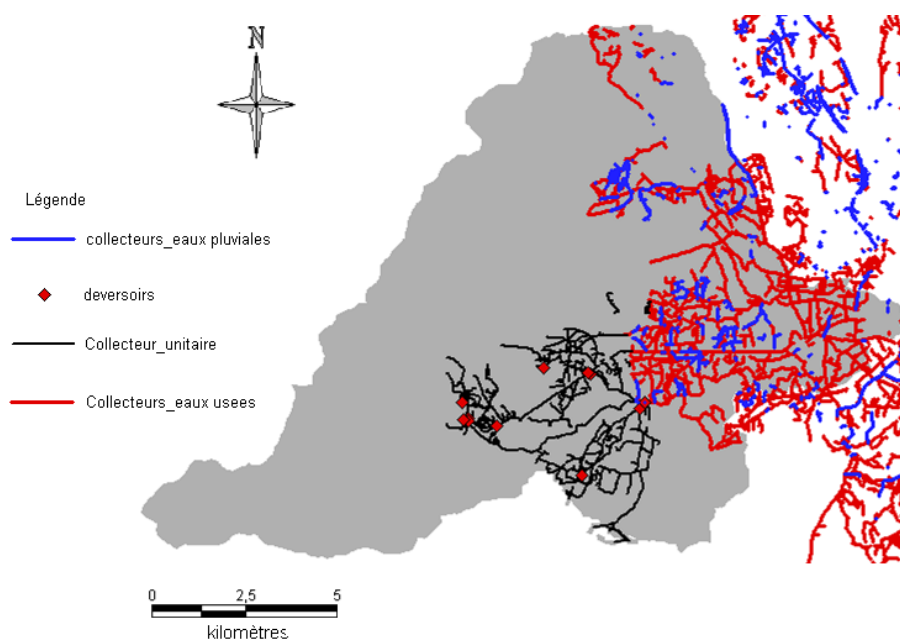 N
Légende
collecteurs_eaux pluviales
deversoirs
Collecteur_unitaire
Collecteurs_eaux usees
0 2,5 5
kilomètres